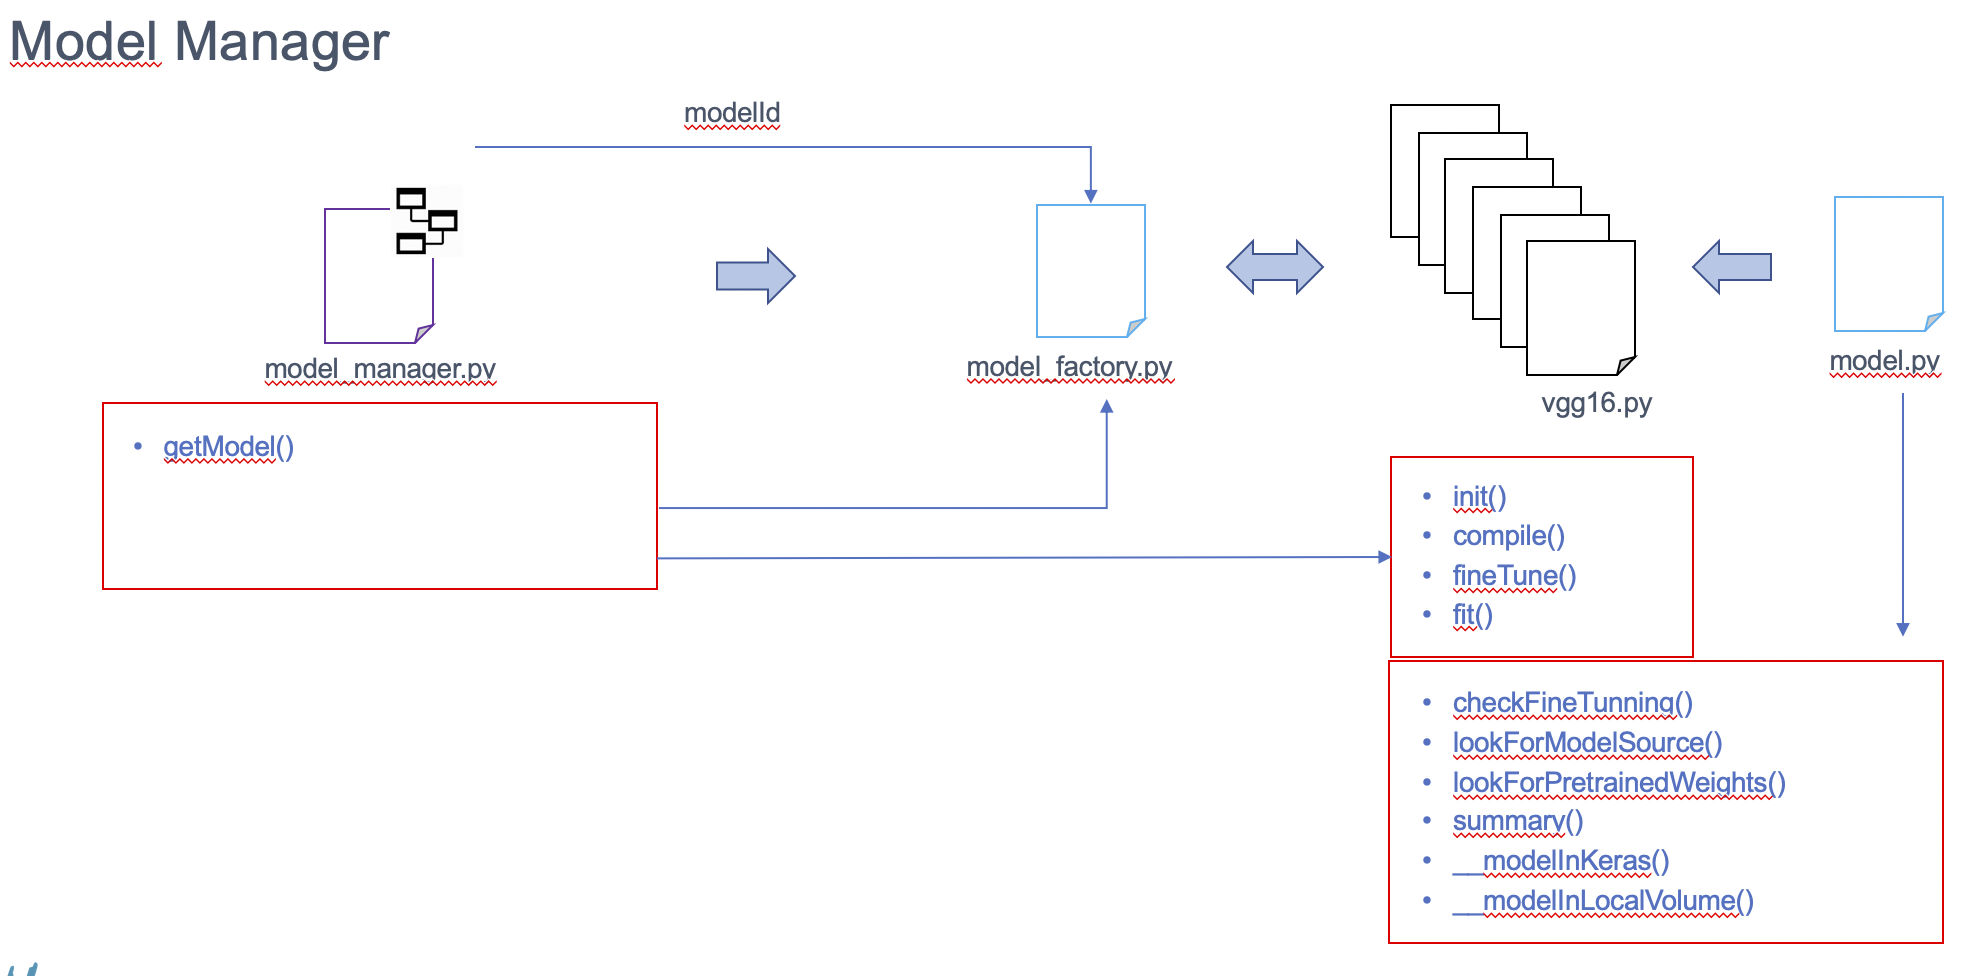 Model Manager
modelId
model_manager.py
model_factory.py
vgg16.py
model.py
• getModel()
• init()
• compile()
• fineTune()
• fit()
• checkFineTunning()
• lookForModelSource()
• lookForPretrainedWeights()
• summary()
• __modelInKeras()
• __modelInLocalVolume()